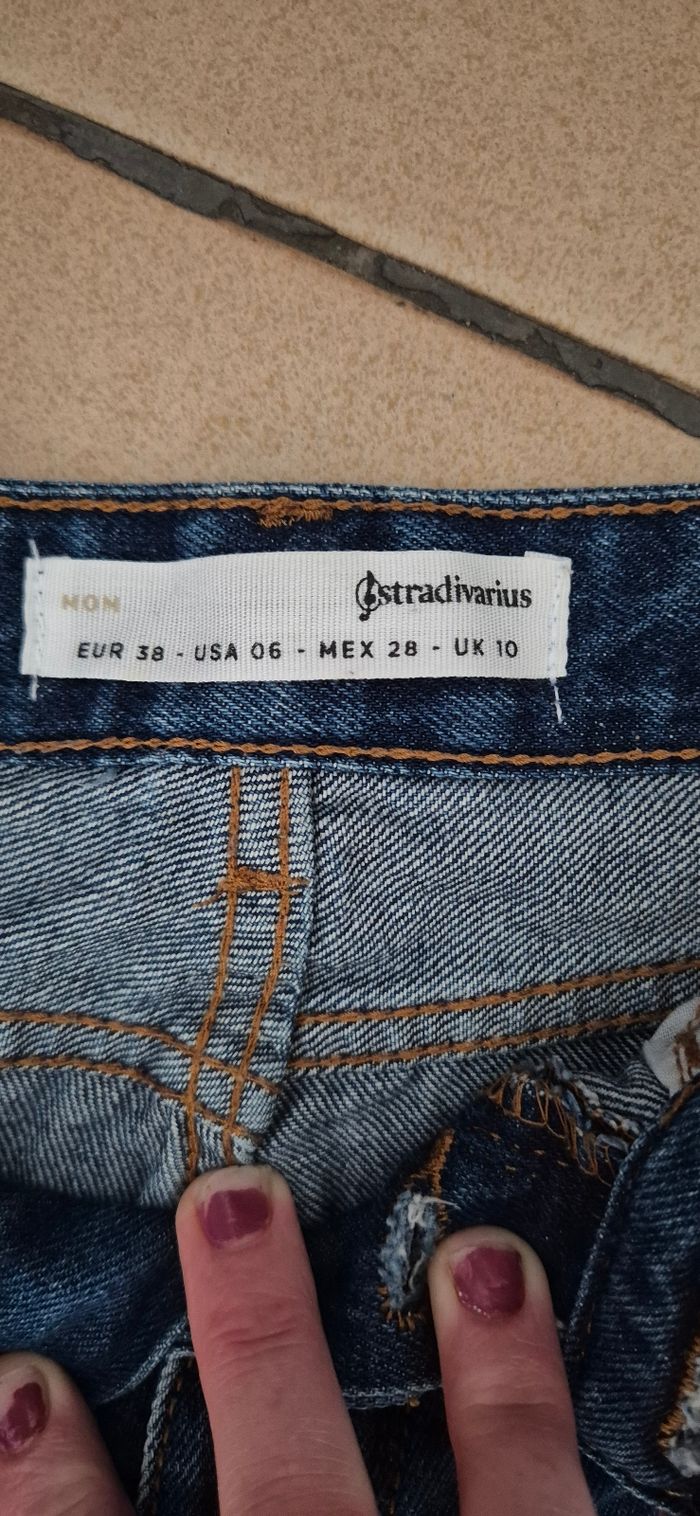 MOM stradivarius
EUR 38 - USA 06 - MEX 28 - UK 10